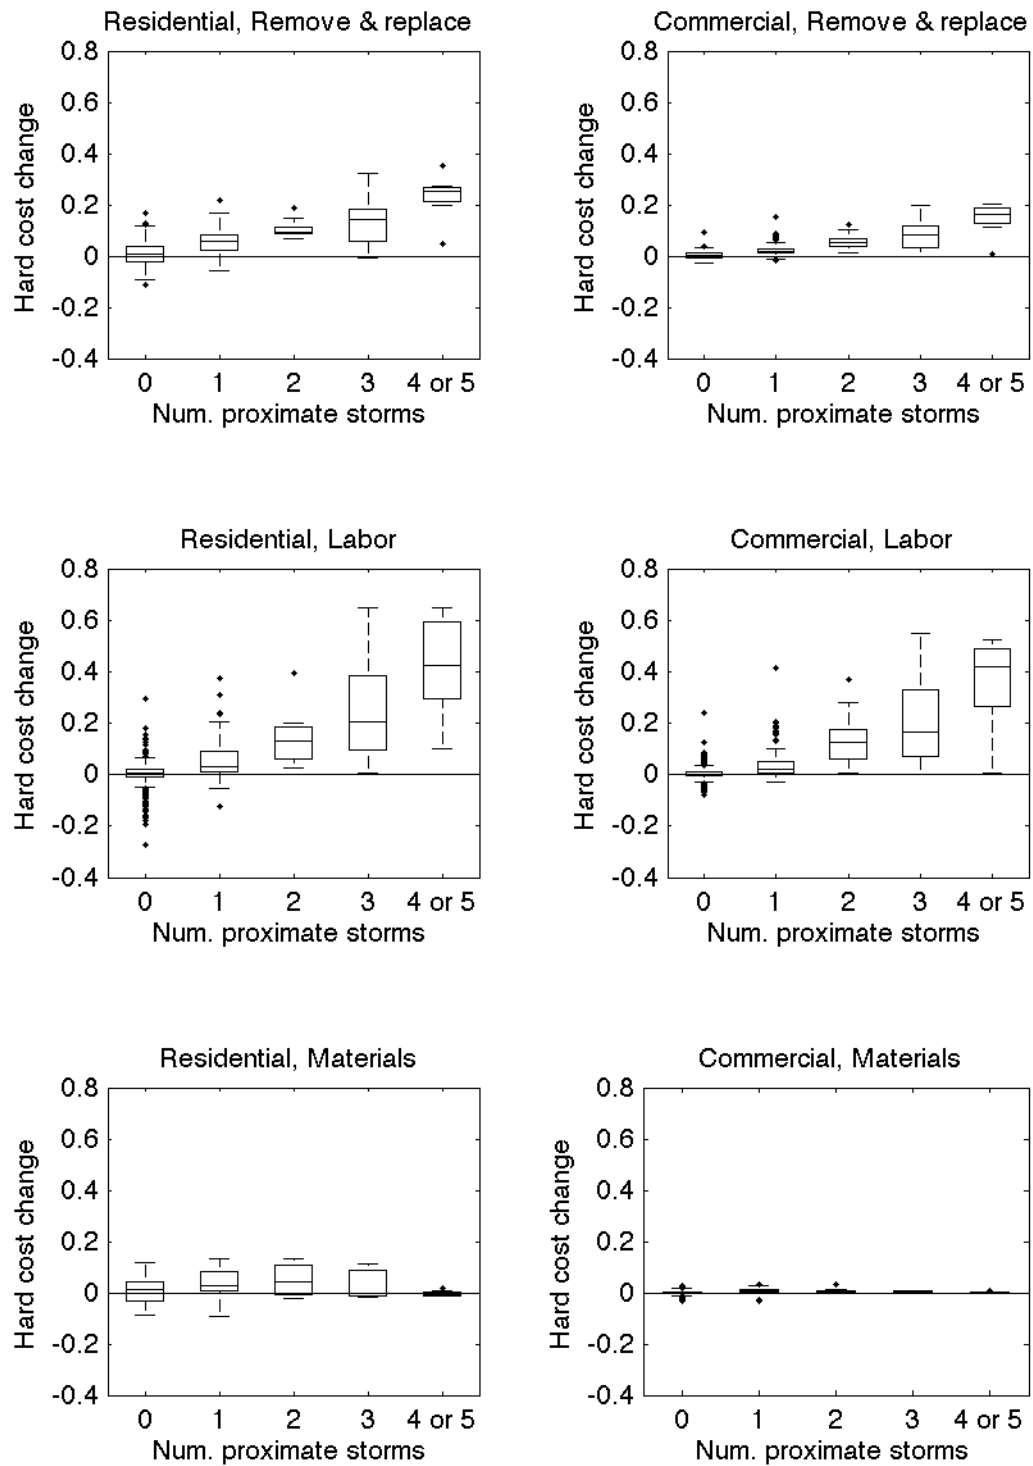 Residential, Remove & replace
0.8
0.6
0.4
0.2
0
-0.2
-0.4
Hard cost change
0 1 2 3 4 or 5
Num. proximate storms
Commercial, Remove & replace
0.8
0.6
0.4
0.2
0
-0.2
-0.4
Hard cost change
0 1 2 3 4 or 5
Num. proximate storms
Residential, Labor
0.8
0.6
0.4
0.2
0
-0.2
-0.4
Hard cost change
0 1 2 3 4 or 5
Num. proximate storms
Commercial, Labor
0.8
0.6
0.4
0.2
0
-0.2
-0.4
Hard cost change
0 1 2 3 4 or 5
Num. proximate storms
Residential, Materials
0.8
0.6
0.4
0.2
0
-0.2
-0.4
Hard cost change
0 1 2 3 4 or 5
Num. proximate storms
Commercial, Materials
0.8
0.6
0.4
0.2
0
-0.2
-0.4
Hard cost change
0 1 2 3 4 or 5
Num. proximate storms